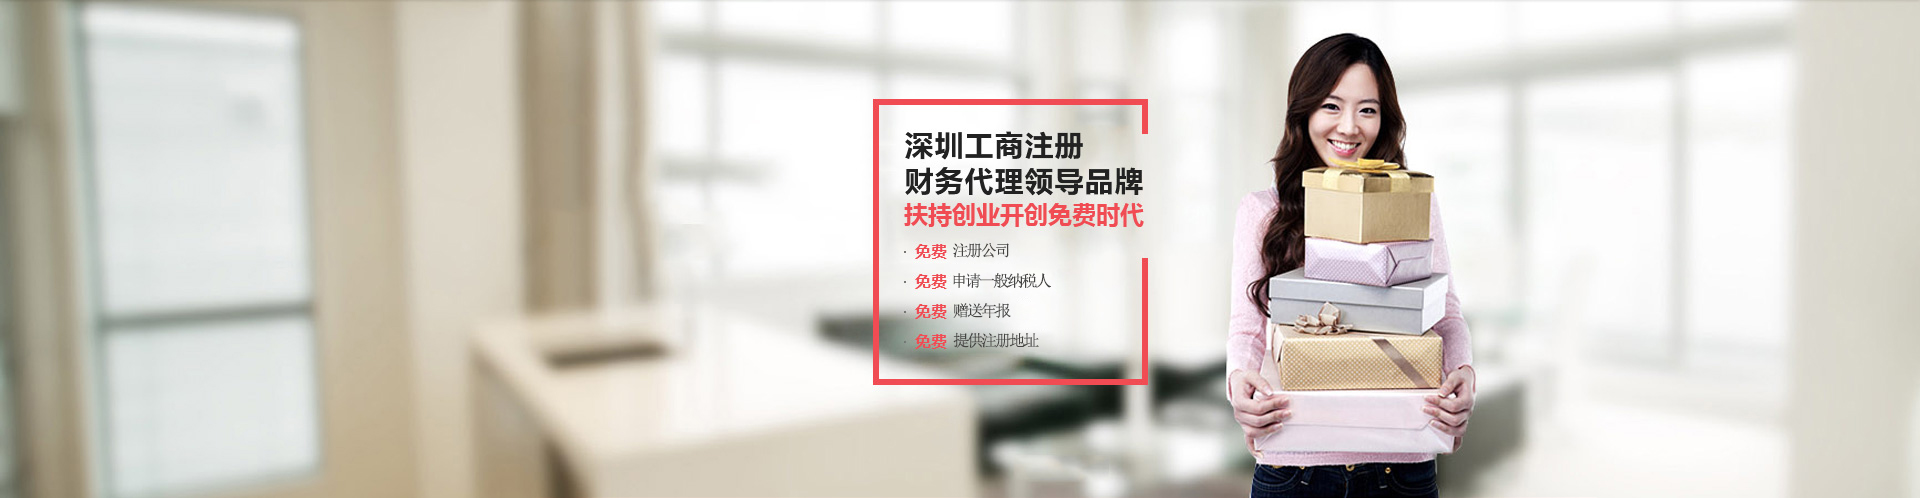 深圳工商注册
财务代理领导品牌
扶持创业开创免费时代
· 免费 注册公司
· 免费 申请一般纳税人
· 免费 赠送年报
· 免费 提供注册地址